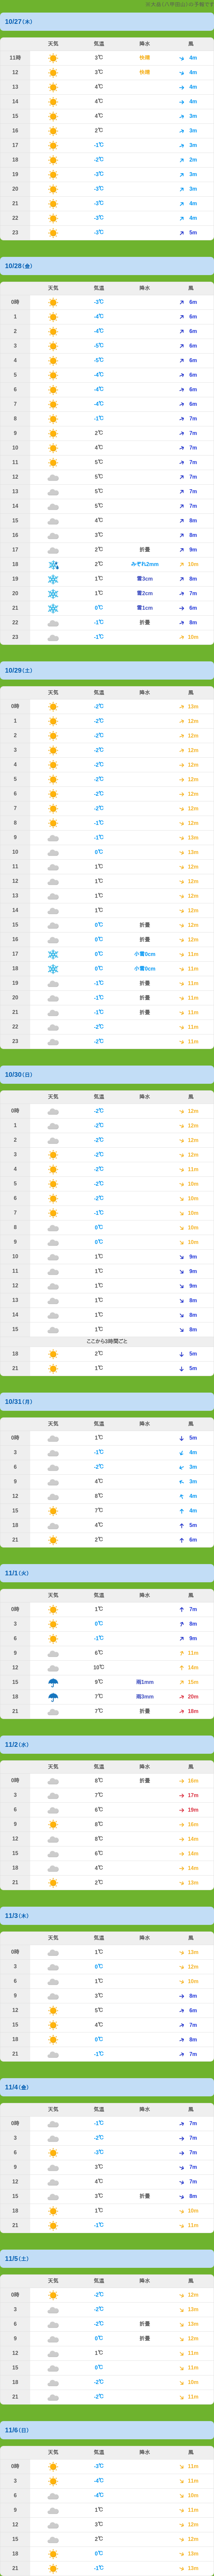 10/27(木)
天気 気温 降水 風
11時 3℃ 快晴 4m
12 3℃ 快晴 4m
13 4℃ 4m
14 4℃ 4m
15 4℃ 3m
16 2℃ 3m
17 -1℃ 3m
18 -2℃ 2m
19 -3℃ 3m
20 -3℃ 3m
21 -3℃ 4m
22 -3℃ 4m
23 -3℃ 5m
10/28(金)
天気 気温 降水 風
0時 -3℃ 6m
1 -4℃ 6m
2 -4℃ 6m
3 -5℃ 6m
4 -5℃ 6m
5 -4℃ 6m
6 -4℃ 6m
7 -4℃ 6m
8 -1℃ 7m
9 2℃ 7m
10 4℃ 7m
11 5℃ 7m
12 5℃ 7m
13 5℃ 7m
14 5℃ 7m
15 4℃ 8m
16 3℃ 8m
17 2℃ 折畳 9m
18 2℃ みぞれ2mm 10m
19 1℃ 雪3cm 8m
20 1℃ 雪2cm 7m
21 0℃ 雪1cm 6m
22 -1℃ 折畳 8m
23 -1℃ 10m
10/29(土)
天気 気温 降水 風
0時 -2℃ 13m
1 -2℃ 12m
2 -2℃ 12m
3 -2℃ 12m
4 -2℃ 12m
5 -2℃ 12m
6 -2℃ 12m
7 -2℃ 12m
8 -1℃ 12m
9 -1℃ 13m
10 0℃ 13m
11 1℃ 12m
12 1℃ 12m
13 1℃ 12m
14 1℃ 12m
15 0℃ 折畳 12m
16 0℃ 折畳 12m
17 0℃ 小雪0cm 11m
18 0℃ 小雪0cm 11m
19 -1℃ 折畳 11m
20 -1℃ 折畳 11m
21 -1℃ 折畳 11m
22 -2℃ 11m
23 -2℃ 11m
10/30(日)
天気 気温 降水 風
0時 -2℃ 12m
1 -2℃ 12m
2 -2℃ 12m
3 -2℃ 12m
4 -2℃ 11m
5 -2℃ 10m
6 -2℃ 10m
7 -1℃ 10m
8 0℃ 10m
9 0℃ 10m
10 1℃ 9m
11 1℃ 9m
12 1℃ 9m
13 1℃ 8m
14 1℃ 8m
15 1℃ 8m
ここから3時間ごと
18 2℃ 5m
21 1℃ 5m
10/31(月)
天気 気温 降水 風
0時 1℃ 5m
3 -1℃ 4m
6 -2℃ 3m
9 4℃ 3m
12 8℃ 4m
15 7℃ 4m
18 4℃ 5m
21 2℃ 6m
11/1(火)
天気 気温 降水 風
0時 1℃ 7m
3 0℃ 8m
6 -1℃ 9m
9 6℃ 11m
12 10℃ 14m
15 9℃ 雨1mm 15m
18 7℃ 雨3mm 20m
21 7℃ 折畳 18m
11/2(水)
天気 気温 降水 風
0時 8℃ 折畳 16m
3 7℃ 17m
6 6℃ 19m
9 8℃ 16m
12 8℃ 14m
15 6℃ 14m
18 4℃ 14m
21 2℃ 13m
11/3(木)
天気 気温 降水 風
0時 1℃ 13m
3 0℃ 12m
6 1℃ 10m
9 3℃ 8m
12 5℃ 6m
15 4℃ 7m
18 0℃ 8m
21 -1℃ 7m
11/4(金)
天気 気温 降水 風
0時 -1℃ 7m
3 -2℃ 7m
6 -3℃ 7m
9 3℃ 7m
12 4℃ 7m
15 3℃ 折畳 8m
18 1℃ 10m
21 -1℃ 11m
11/5(土)
天気 気温 降水 風
0時 -2℃ 12m
3 -2℃ 13m
6 -2℃ 折畳 13m
9 0℃ 折畳 12m
12 1℃ 11m
15 0℃ 11m
18 -2℃ 10m
21 -2℃ 11m
11/6(日)
天気 気温 降水 風
0時 -3℃ 11m
3 -4℃ 11m
6 -4℃ 10m
9 1℃ 11m
12 3℃ 12m
15 2℃ 12m
18 0℃ 13m
21 -1℃ 13m